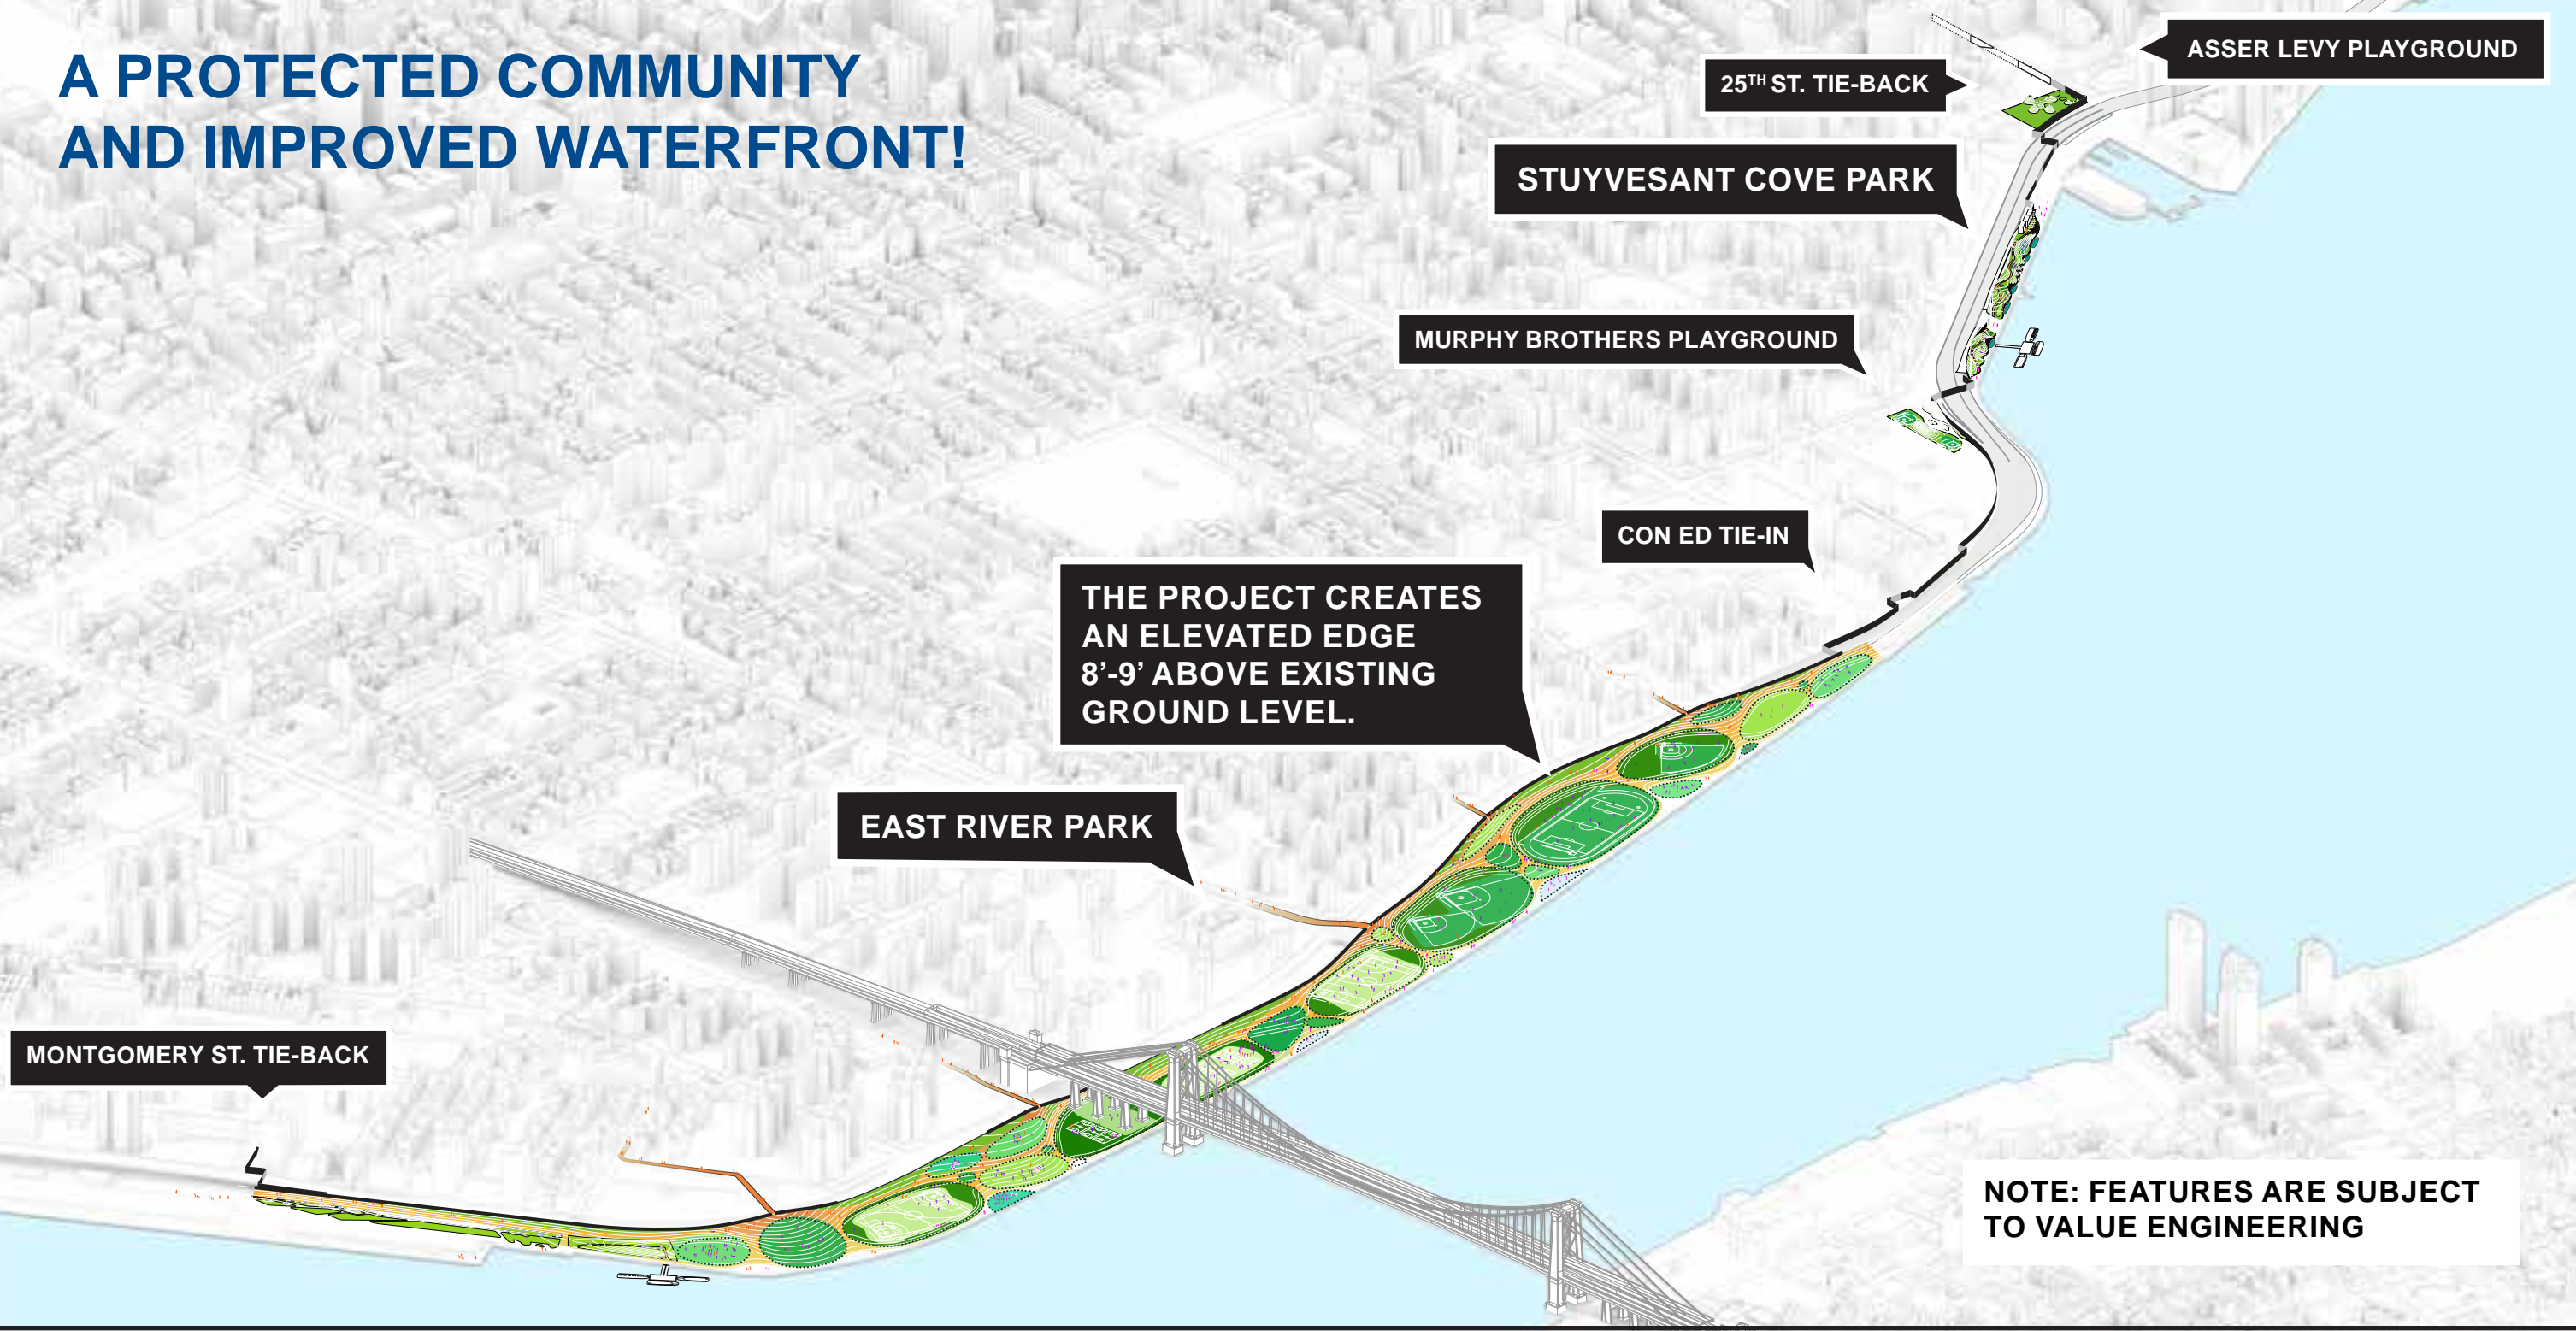 A PROTECTED COMMUNITY
AND IMPROVED WATERFRONT!
ASSER LEVY PLAYGROUND
25TH ST. TIE-BACK
STUYVESANT COVE PARK
MURPHY BROTHERS PLAYGROUND
CON ED TIE-IN
THE PROJECT CREATES
AN ELEVATED EDGE
8’-9’ ABOVE EXISTING
GROUND LEVEL.
EAST RIVER PARK
MONTGOMERY ST. TIE-BACK
NOTE: FEATURES ARE SUBJECT
TO VALUE ENGINEERING